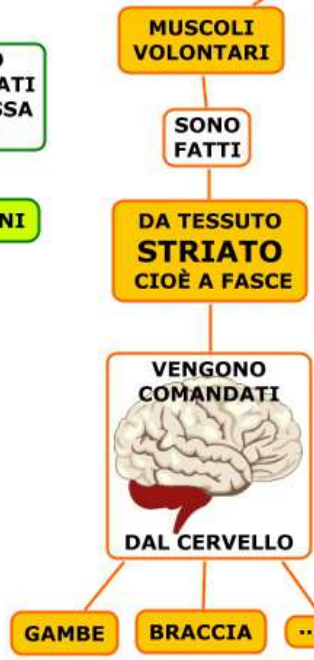 MUSCOLI
VOLONTARI
SONO
FATTI
DA TESSUTO
STRIATO
CIOÈ A FASCE
VENGONO
COMANDATI
DAL CERVELLO
GAMBE
BRACCIA